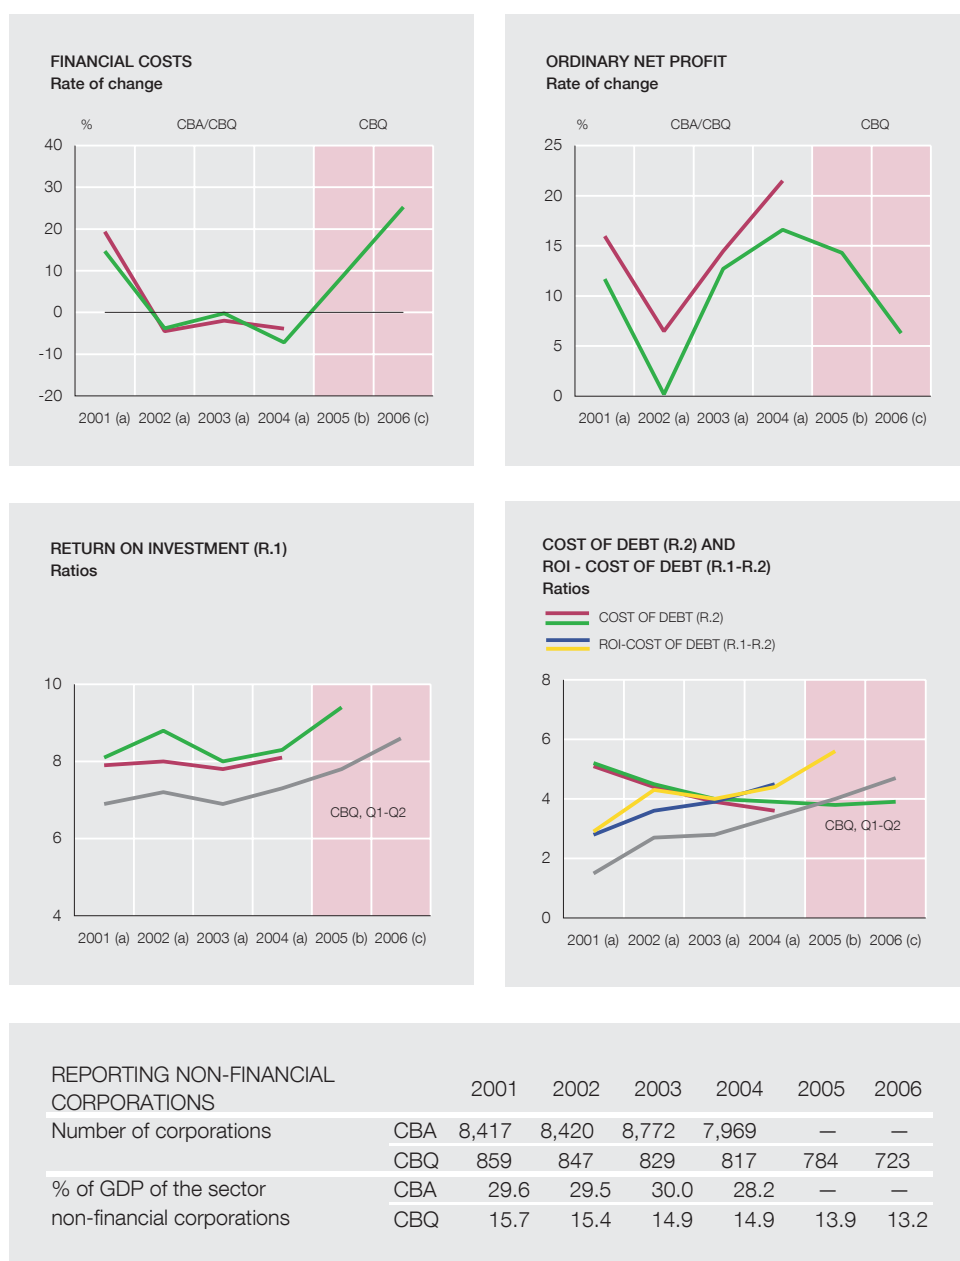 FINANCIAL COSTS
Rate of change
% CBA/CBQ CBQ
40
30
20
10
0
-10
-20
2001 (a) 2002 (a) 2003 (a) 2004 (a) 2005 (b) 2006 (c)
ORDINARY NET PROFIT
Rate of change
% CBA/CBQ CBQ
25
20
15
10
5
0
2001 (a) 2002 (a) 2003 (a) 2004 (a) 2005 (b) 2006 (c)
RETURN ON INVESTMENT (R.1)
Ratios
10
8
6
4
CBQ, Q1-Q2
2001 (a) 2002 (a) 2003 (a) 2004 (a) 2005 (b) 2006 (c)
COST OF DEBT (R.2) AND
ROI - COST OF DEBT (R.1-R.2)
Ratios
COST OF DEBT (R.2)
ROI-COST OF DEBT (R.1-R.2)
8
6
4
2
0
CBQ, Q1-Q2
2001 (a) 2002 (a) 2003 (a) 2004 (a) 2005 (b) 2006 (c)
REPORTING NON-FINANCIAL
CORPORATIONS
2001 2002 2003 2004 2005 2006
Number of corporations CBA 8,417 8,420 8,772 7,969 — —
CBQ 859 847 829 817 784 723
% of GDP of the sector CBA 29.6 29.5 30.0 28.2 — —
non-financial corporations CBQ 15.7 15.4 14.9 14.9 13.9 13.2